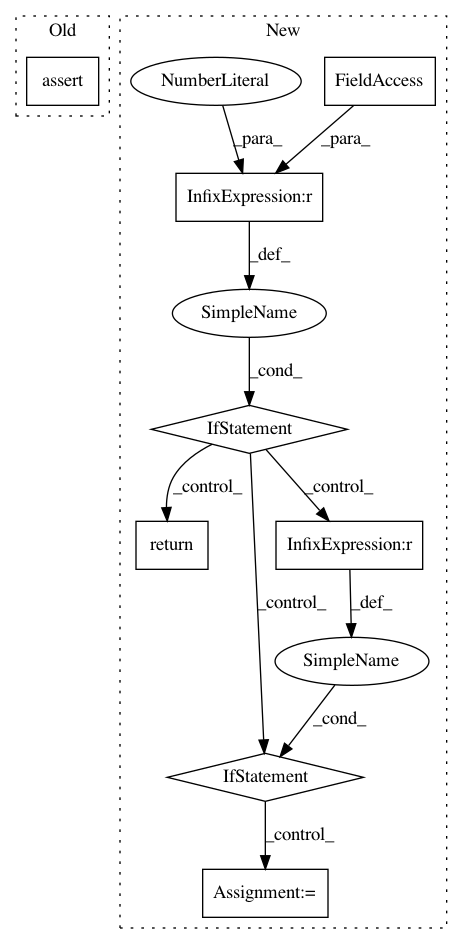 Old
New
assert
NumberLiteral
FieldAccess
_para_
_para_
InfixExpression:r
_def_
SimpleName
_cond_
IfStatement
_control_
_control_
return
InfixExpression:r
_control_
_def_
SimpleName
_cond_
IfStatement
_control_
Assignment:=